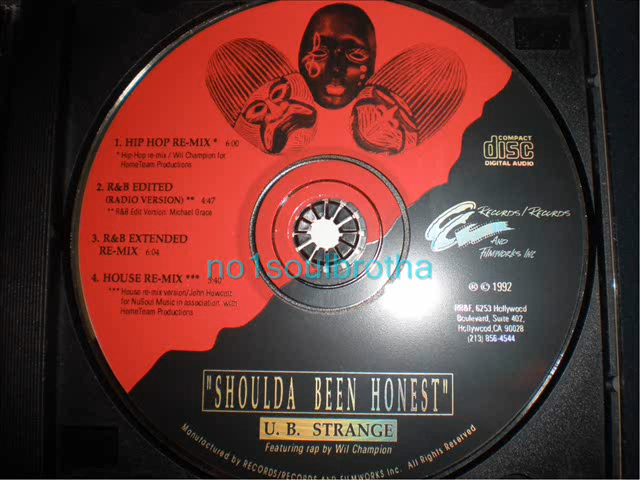 1. HIP HOP RE-MIX * 6:00
* Hip-Hop re-mix / Wil Champion for
HomeTeam Productions
2. R&B EDITED
(RADIO VERSION) ** 4:47
** R&B Edit Version: Michael Grace
3. R&B EXTENDED
RE-MIX 6:04
4. HOUSE RE-MIX *** 5:40
*** House re-mix version/John Howcott
for NuSoul Music in association with
HomeTeam Productions
COMPACT
disc
DIGITAL AUDIO
RECORDS/RECORDS
AND
FILMWORKS INC
no1soulbrotha
℗ © 1992
RR&F, 6253 Hollywood
Boulevard, Suite 402,
Hollywood, CA 90028
(213) 856-4544
"SHOULDA BEEN HONEST"
U. B. STRANGE
Featuring rap by Wil Champion
Manufactured by RECORDS/RECORDS AND FILMWORKS Inc. All Rights Reserved